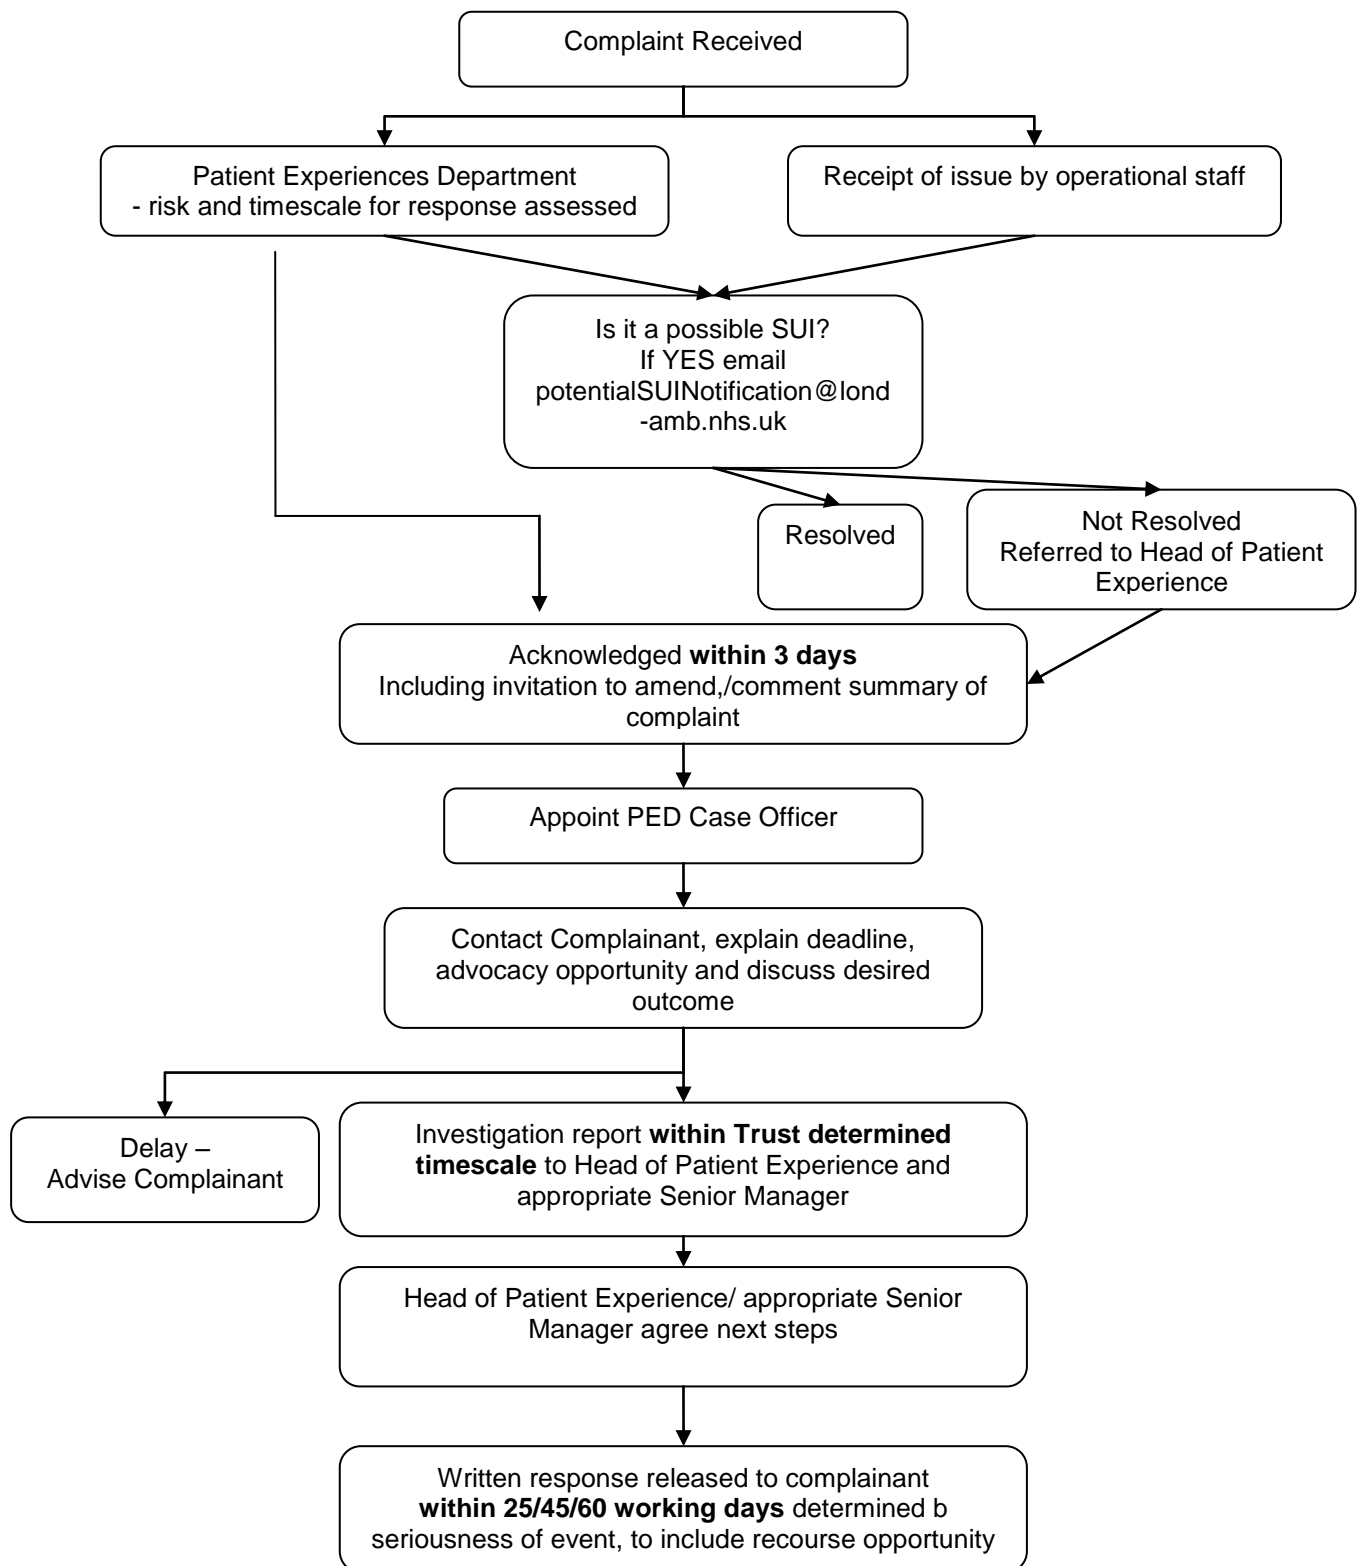 Complaint Received
Patient Experiences Department
- risk and timescale for response assessed
Receipt of issue by operational staff
Is it a possible SUI?
If YES email
potentialSUINotification@lond
-amb.nhs.uk
Resolved
Not Resolved
Referred to Head of Patient
Experience
Acknowledged within 3 days
Including invitation to amend,/comment summary of
complaint
Appoint PED Case Officer
Contact Complainant, explain deadline,
advocacy opportunity and discuss desired
outcome
Delay –
Advise Complainant
Investigation report within Trust determined
timescale to Head of Patient Experience and
appropriate Senior Manager
Head of Patient Experience/ appropriate Senior
Manager agree next steps
Written response released to complainant
within 25/45/60 working days determined b
seriousness of event, to include recourse opportunity